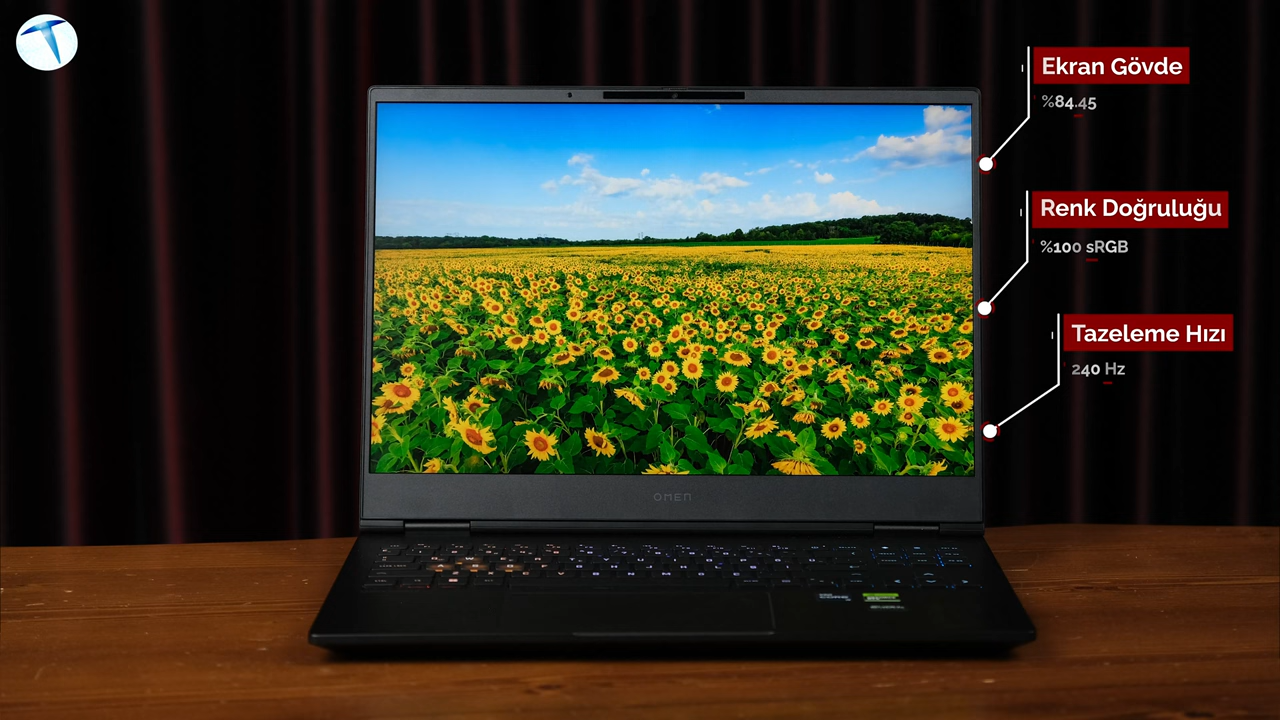 Ekran Gövde
%84.45
Renk Doğruluğu
%100 sRGB
Tazeleme Hızı
240 Hz
OMEN